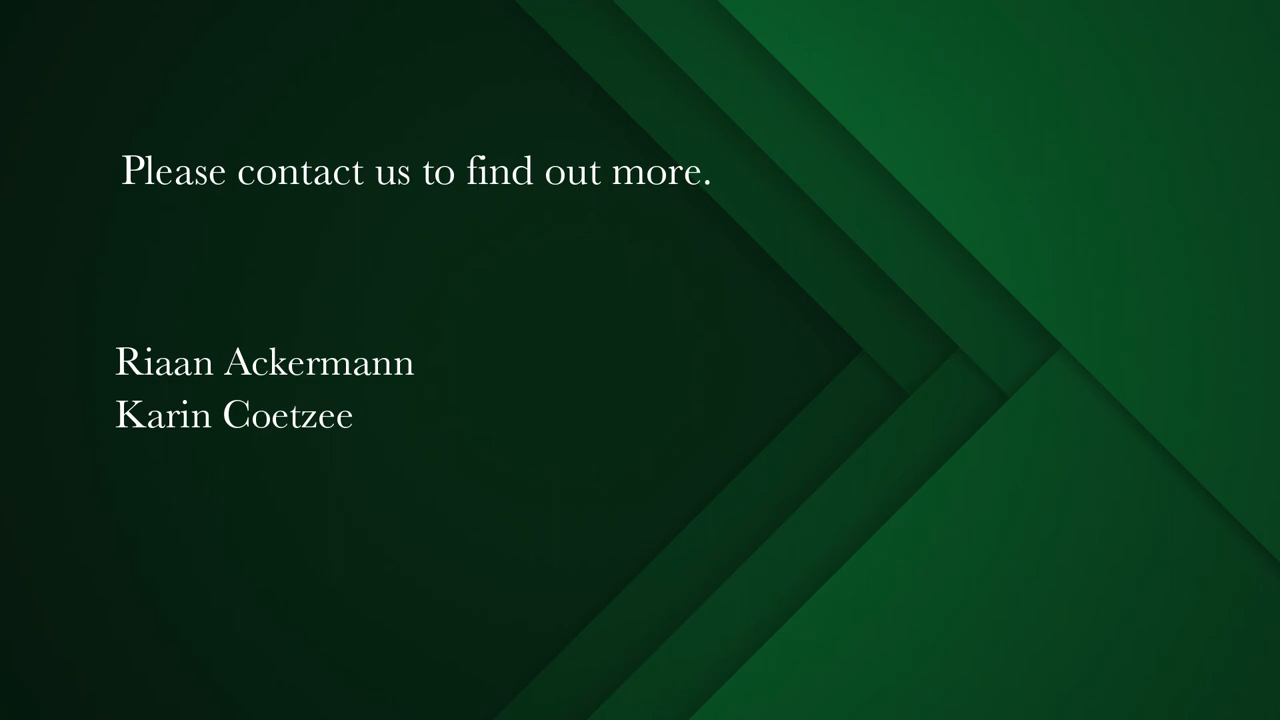 Please contact us to find out more.
Riaan Ackermann
Karin Coetzee